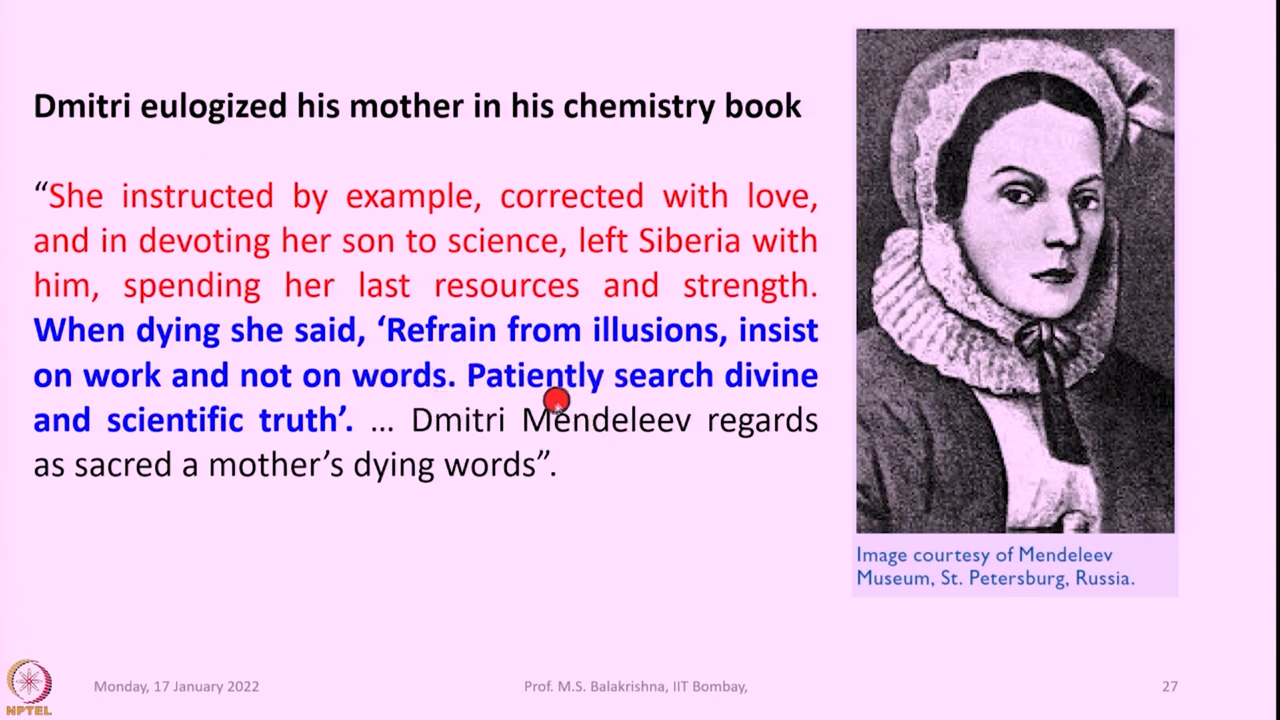 Dmitri eulogized his mother in his chemistry book
“She instructed by example, corrected with love,
and in devoting her son to science, left Siberia with
him, spending her last resources and strength.
When dying she said, ‘Refrain from illusions, insist
on work and not on words. Patiently search divine
and scientific truth’. ... Dmitri Mendeleev regards
as sacred a mother’s dying words”.
Image courtesy of Mendeleev
Museum, St. Petersburg, Russia.
NPTEL
Monday, 17 January 2022
Prof. M.S. Balakrishna, IIT Bombay,
27